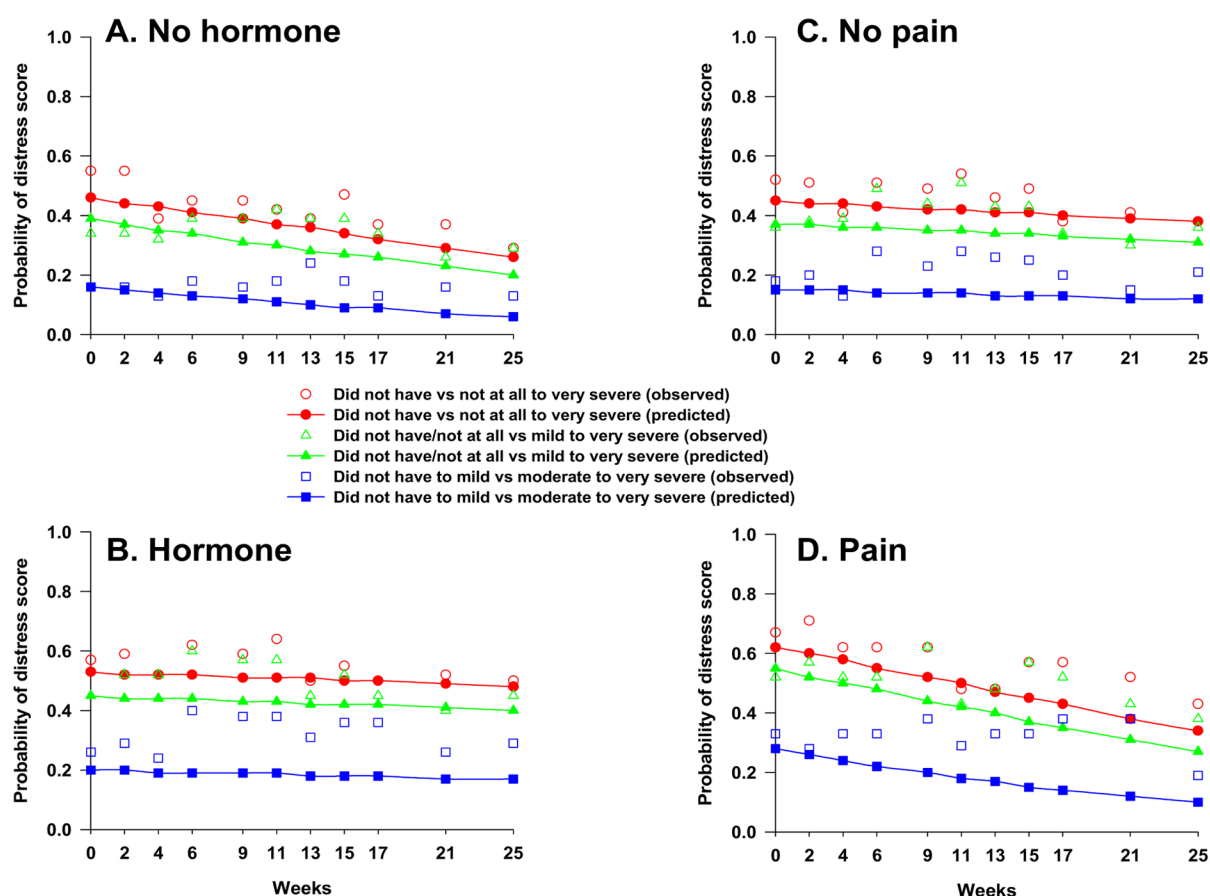 A. No hormone
Probability of distress score
1.0
0.8
0.6
0.4
0.2
0.0
0 2 4 6 9 11 13 15 17 21 25
C. No pain
Probability of distress score
1.0
0.8
0.6
0.4
0.2
0.0
0 2 4 6 9 11 13 15 17 21 25
Did not have vs not at all to very severe (observed)
Did not have vs not at all to very severe (predicted)
Did not have/not at all vs mild to very severe (observed)
Did not have/not at all vs mild to very severe (predicted)
Did not have to mild vs moderate to very severe (observed)
Did not have to mild vs moderate to very severe (predicted)
B. Hormone
Probability of distress score
1.0
0.8
0.6
0.4
0.2
0.0
0 2 4 6 9 11 13 15 17 21 25
Weeks
D. Pain
Probability of distress score
1.0
0.8
0.6
0.4
0.2
0.0
0 2 4 6 9 11 13 15 17 21 25
Weeks